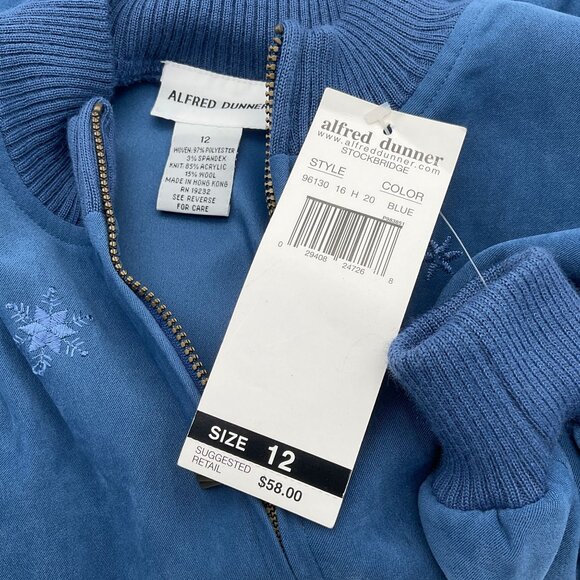 ALFRED DUNNER
12
WOVEN: 97% POLYESTER
3% SPANDEX
KNIT: 85% ACRYLIC
15% WOOL
MADE IN HONG KONG
RN 19232
SEE REVERSE
FOR CARE
alfred dunner
www.alfreddunner.com
STOCKBRIDGE
STYLE COLOR
96130 16 H 20 BLUE
0 29408 24726 8
SIZE 12
SUGGESTED
RETAIL $58.00